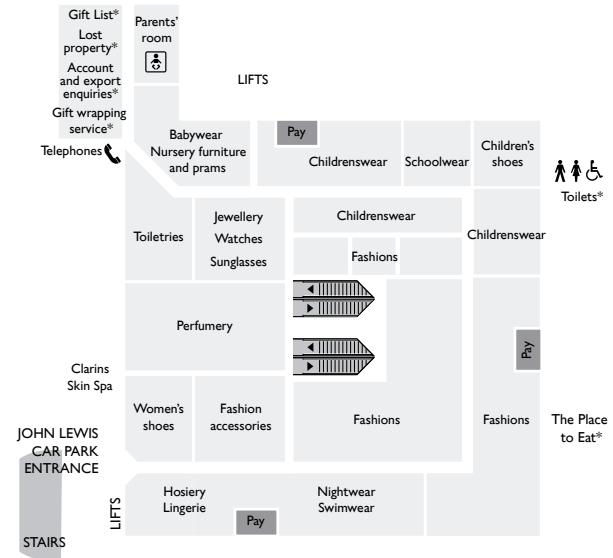 Gift List*
Lost
property*
Account
and export
enquiries*
Gift wrapping
service*
Telephones
Parents'
room
LIFTS
Babywear
Nursery furniture
and prams
Pay
Childrenswear
Schoolwear
Children's
shoes
Toilets*
Toiletries
Jewellery
Watches
Sunglasses
Childrenswear
Fashions
Childrenswear
Perfumery
Pay
Clarins
Skin Spa
Women's
shoes
Fashion
accessories
Fashions
Fashions
The Place
to Eat*
JOHN LEWIS
CAR PARK
ENTRANCE
LIFTS
Hosiery
Lingerie
Pay
Nightwear
Swimwear
STAIRS